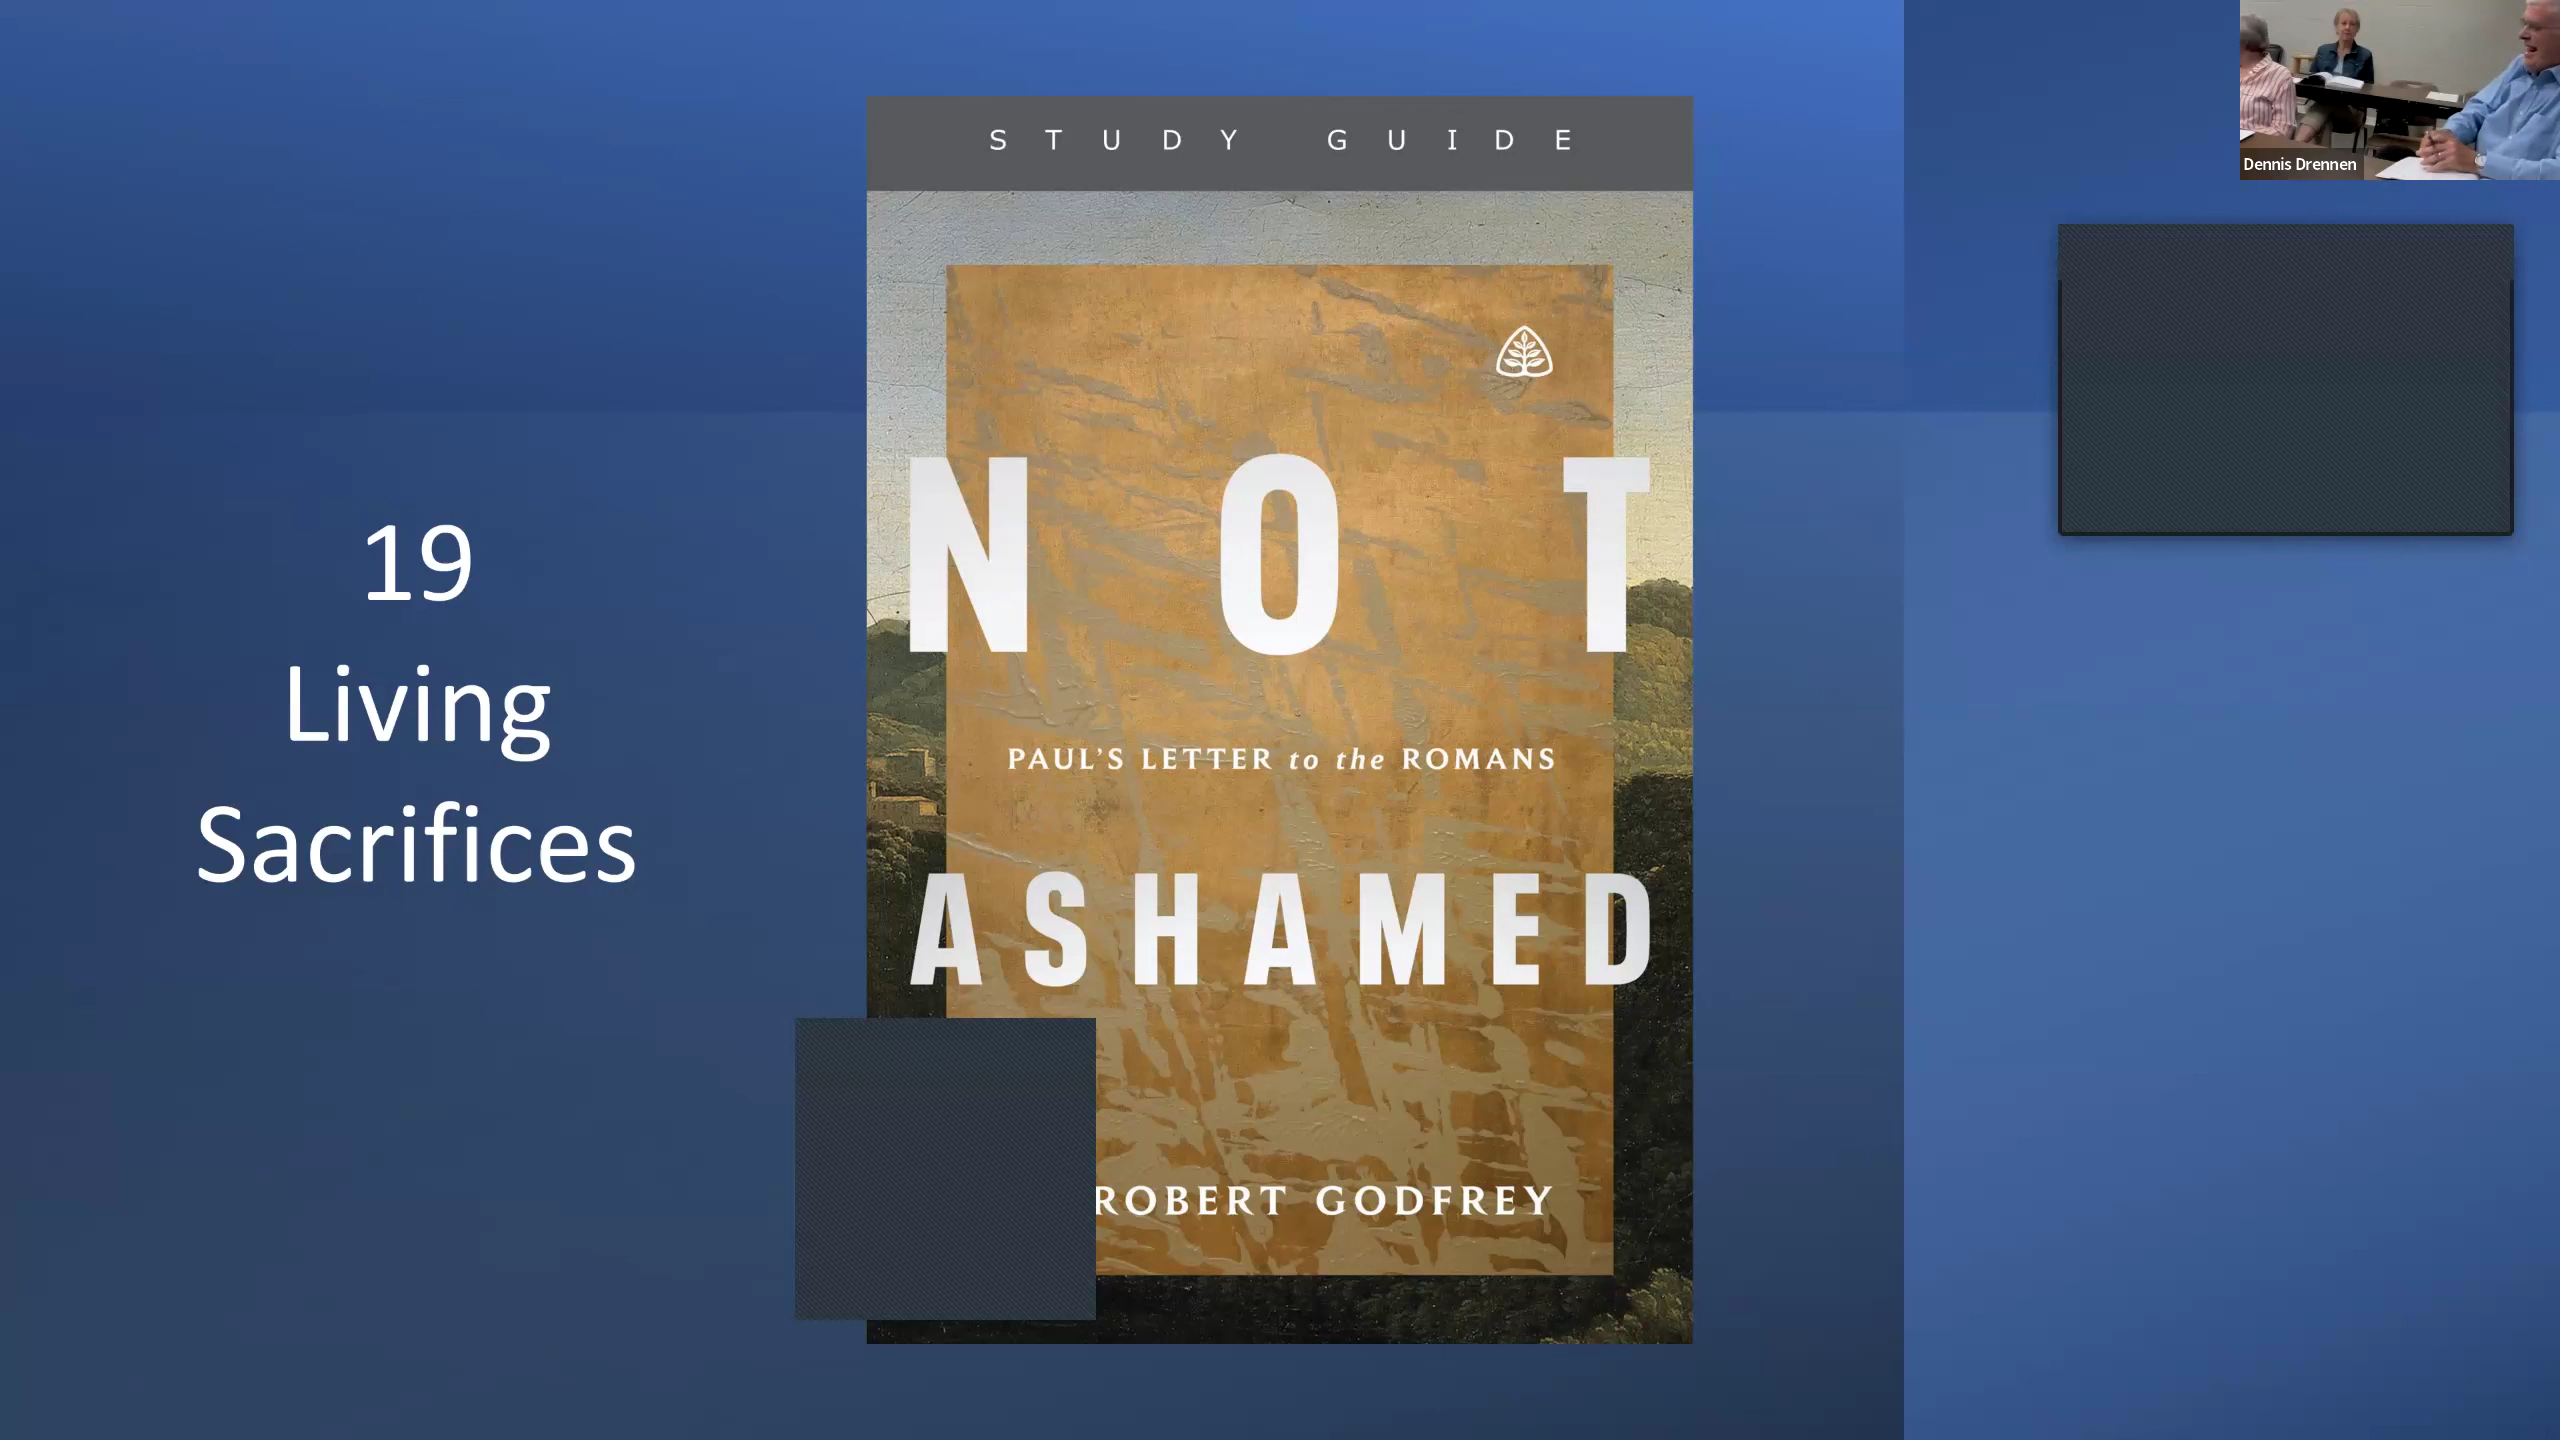 STUDY GUIDE
NOT
PAUL'S LETTER to the ROMANS
ASHAMED
ROBERT GODFREY
19
Living
Sacrifices
Dennis Drennen